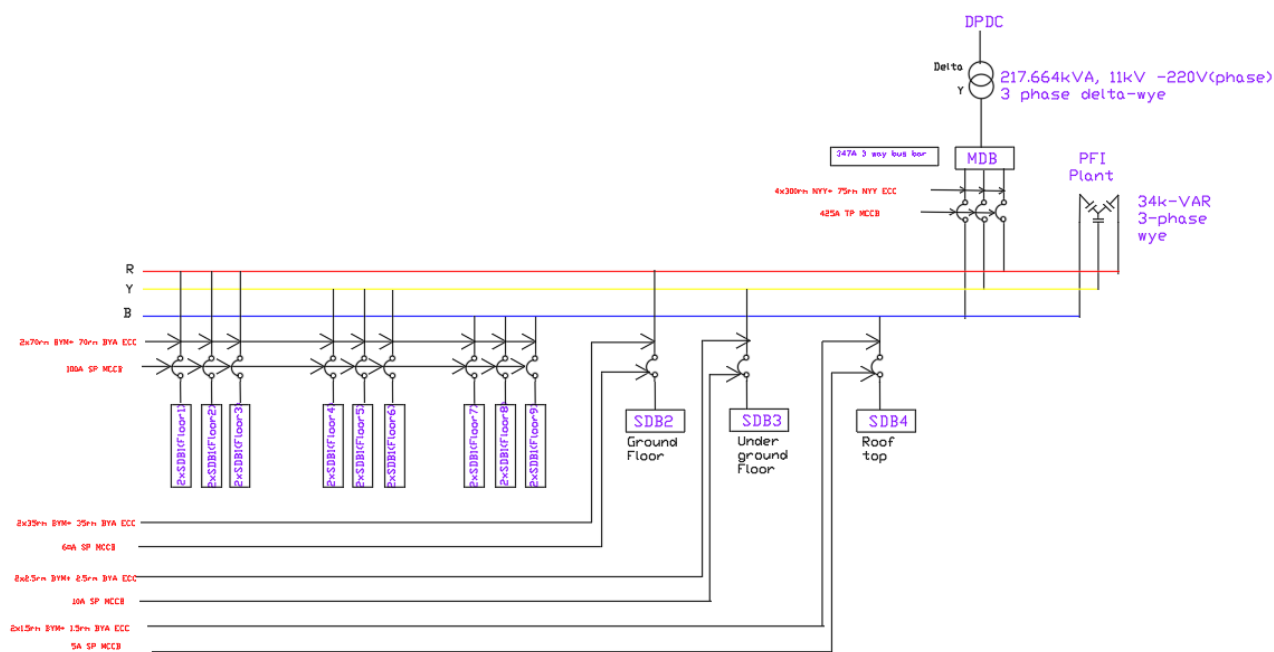 DPDC
Delta
Y
217.664kVA, 11kV -220V(phase)
3 phase delta-wye
347A 3 way bus bar
MDB
PFI
Plant
4x300rm NYY+ 75rm NYY ECC
425A TP MCCB
34k-VAR
3-phase
wye
R
Y
B
2x70rm BYM+ 70rm BYA ECC
100A SP MCCB
2xSDB1(Floor1)
2xSDB1(Floor2)
2xSDB1(Floor3)
2xSDB1(Floor4)
2xSDB1(Floor5)
2xSDB1(Floor6)
2xSDB1(Floor7)
2xSDB1(Floor8)
2xSDB1(Floor9)
SDB2
Ground
Floor
SDB3
Under
ground
Floor
SDB4
Roof
top
2x35rm BYM+ 35rm BYA ECC
60A SP MCCB
2x2.5rm BYM+ 2.5rm BYA ECC
10A SP MCCB
2x1.5rm BYM+ 1.5rm BYA ECC
5A SP MCCB